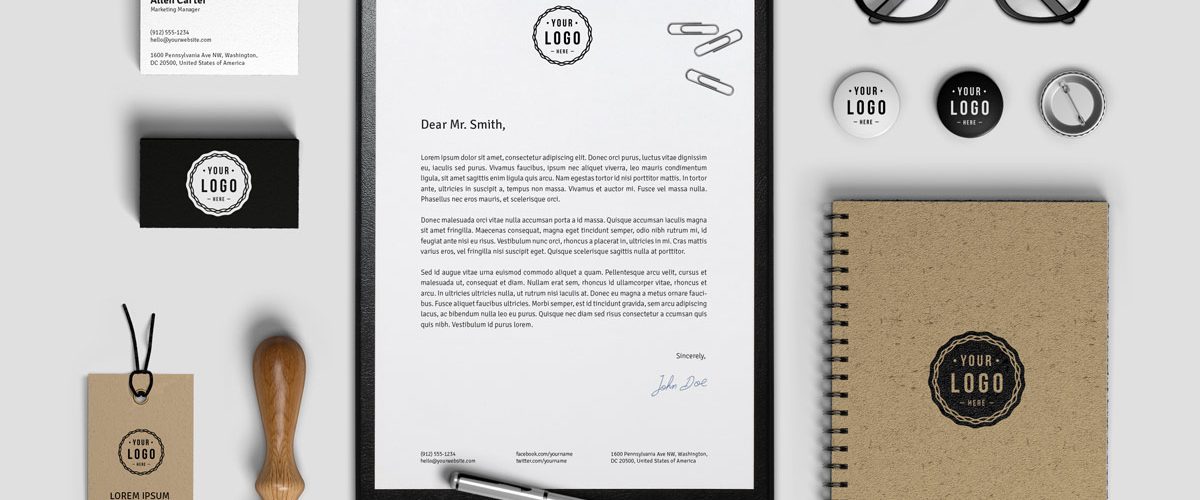 Allen Carter
Marketing Manager
(912) 555-1234
hello@yourwebsite.com
1600 Pennsylvania Ave NW, Washington,
DC 20500, United States of America
• YOUR •
LOGO
– HERE –
• YOUR •
LOGO
– HERE –
LOREM IPSUM
• YOUR •
LOGO
– HERE –
Dear Mr. Smith,
Lorem ipsum dolor sit amet, consectetur adipiscing elit. Donec orci purus, luctus vitae dignissim
eu, iaculis sed purus. Vivamus faucibus, ipsum nec aliquet viverra, leo mauris condimentum
ligula, sit amet sagittis enim ligula quis arcu. Nam egestas tortor id nisi porttitor mattis. In tortor
ante, ultricies in suscipit a, tempus non massa. Vivamus et auctor mi. Fusce vel massa nulla.
Phasellus nec eros mauris, et scelerisque orci.
Donec malesuada orci vitae nulla accumsan porta a id massa. Quisque accumsan iaculis magna
sit amet fringilla. Maecenas consequat, magna eget tincidunt semper, odio nibh rutrum mi, id
feugiat ante nisi eu risus. Vestibulum nunc orci, rhoncus a placerat in, ultricies in mi. Cras mattis
varius eros, vel fringilla nisi suscipit eget. Quisque scelerisque sagittis nulla at porttitor.
Sed id augue vitae urna euismod commodo aliquet a quam. Pellentesque arcu velit, cursus et
malesuada ut, consequat et diam. Nullam erat sem, rhoncus id ullamcorper vitae, rhoncus et
arcu. In ultricies ultricies nulla, ut rutrum nisi iaculis at. Donec eu magna a metus ornare fauci-
bus. Fusce aliquet faucibus ultricies. Morbi semper, est id tincidunt gravida, sem arcu adipiscing
lacus, ac bibendum nulla leo eu purus. Quisque nec diam sed risus consectetur a ccumsan quis
quis nibh. Vestibulum id purus lorem.
Sincerely,
John Doe
(912) 555-1234
hello@yourwebsite.com
facebook.com/yourname
twitter.com/yourname
1600 Pennsylvania Ave NW, Washington,
DC 20500, United States of America
• YOUR •
LOGO
– HERE –
• YOUR •
LOGO
– HERE –
• YOUR •
LOGO
– HERE –